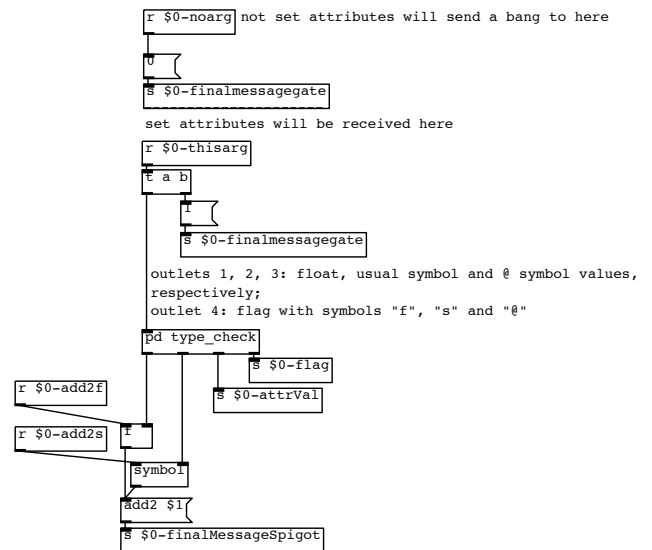 r $0-noarg not set attributes will send a bang to here
0
s $0-finalmessagegate
set attributes will be received here
r $0-thisarg
t a b
1
s $0-finalmessagegate
outlets 1, 2, 3: float, usual symbol and @ symbol values,
respectively;
outlet 4: flag with symbols "f", "s" and "@"
pd type_check
s $0-flag
r $0-add2f
s $0-attrVal
r $0-add2s
f
symbol
add2 $1
s $0-finalMessageSpigot